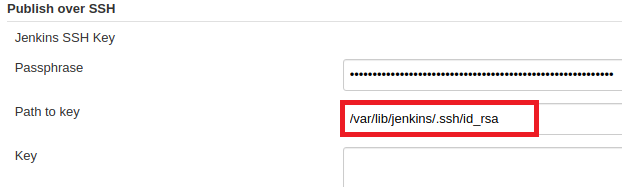 Publish over SSH
Jenkins SSH Key
Passphrase
Path to key
/var/lib/jenkins/.ssh/id_rsa
Key